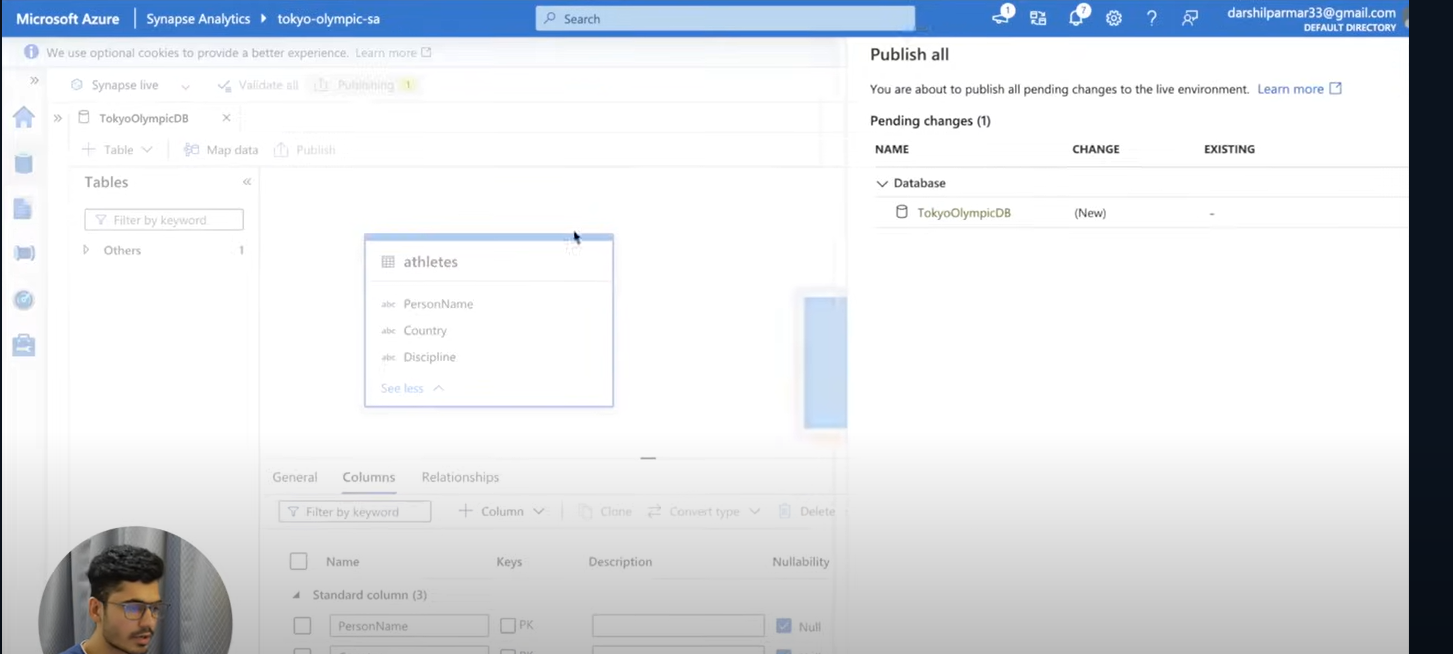 Microsoft Azure Synapse Analytics tokyo-olympic-sa Search 1 7 darshilparmar33@gmail.com
DEFAULT DIRECTORY
We use optional cookies to provide a better experience. Learn more
Synapse live Validate all Publishing 1
TokyoOlympicDB
+ Table Map data Publish
Tables
Filter by keyword
Others 1
athletes
abc PersonName
abc Country
abc Discipline
See less
General Columns Relationships
Filter by keyword + Column Clone Convert type Delete
Name Keys Description Nullability
Standard column (3)
PersonName PK Null
Publish all
You are about to publish all pending changes to the live environment. Learn more
Pending changes (1)
NAME CHANGE EXISTING
Database
TokyoOlympicDB (New) -